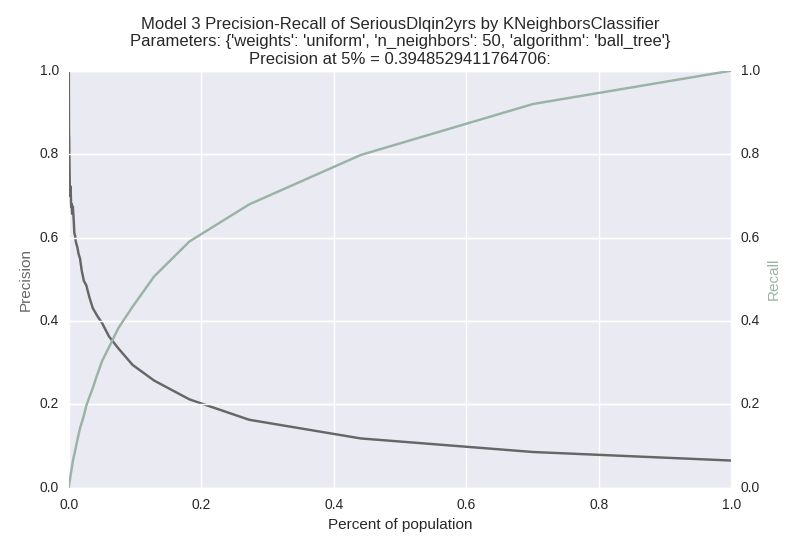 Model 3 Precision-Recall of SeriousDlqin2yrs by KNeighborsClassifier
Parameters: {'weights': 'uniform', 'n_neighbors': 50, 'algorithm': 'ball_tree'}
Precision at 5% = 0.3948529411764706:
1.0
0.8
0.6
0.4
0.2
0.0
Precision
1.0
0.8
0.6
0.4
0.2
0.0
Recall
0.0 0.2 0.4 0.6 0.8 1.0
Percent of population